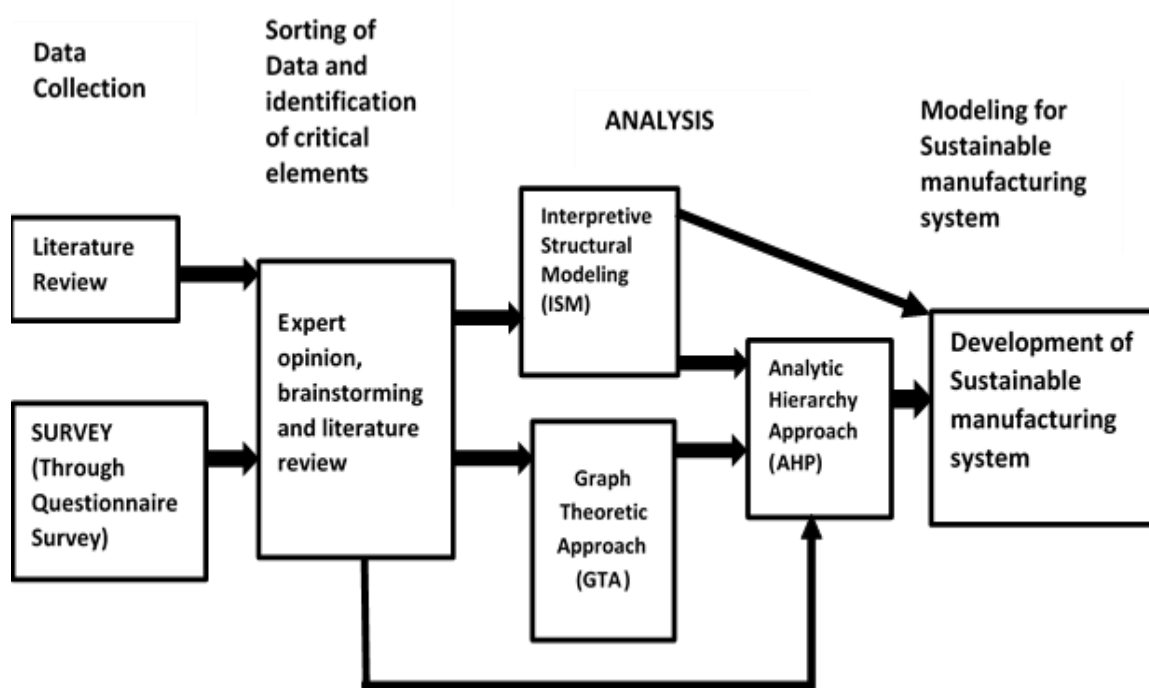 Data
Collection
Sorting of
Data and
identification
of critical
elements
ANALYSIS
Modeling for
Sustainable
manufacturing
system
Literature
Review
SURVEY
(Through
Questionnaire
Survey)
Expert
opinion,
brainstorming
and literature
review
Interpretive
Structural
Modeling
(ISM)
Graph
Theoretic
Approach
(GTA)
Analytic
Hierarchy
Approach
(AHP)
Development of
Sustainable
manufacturing
system